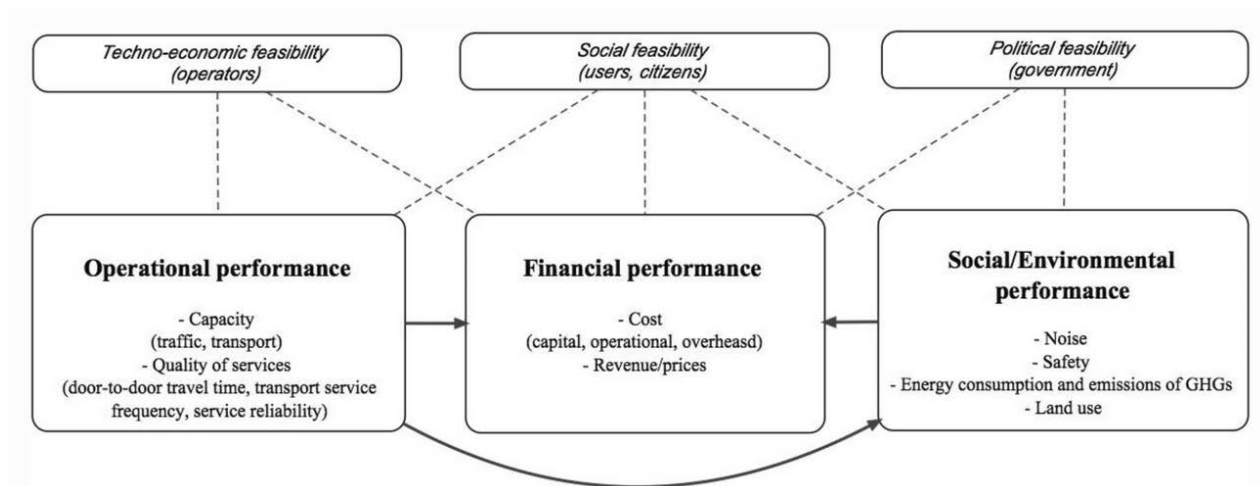 Techno-economic feasibility
(operators)
Social feasibility
(users, citizens)
Political feasibility
(government)
Operational performance
- Capacity
(traffic, transport)
- Quality of services
(door-to-door travel time, transport service
frequency, service reliability)
Financial performance
- Cost
(capital, operational, overheasd)
- Revenue/prices
Social/Environmental
performance
- Noise
- Safety
- Energy consumption and emissions of GHGs
- Land use